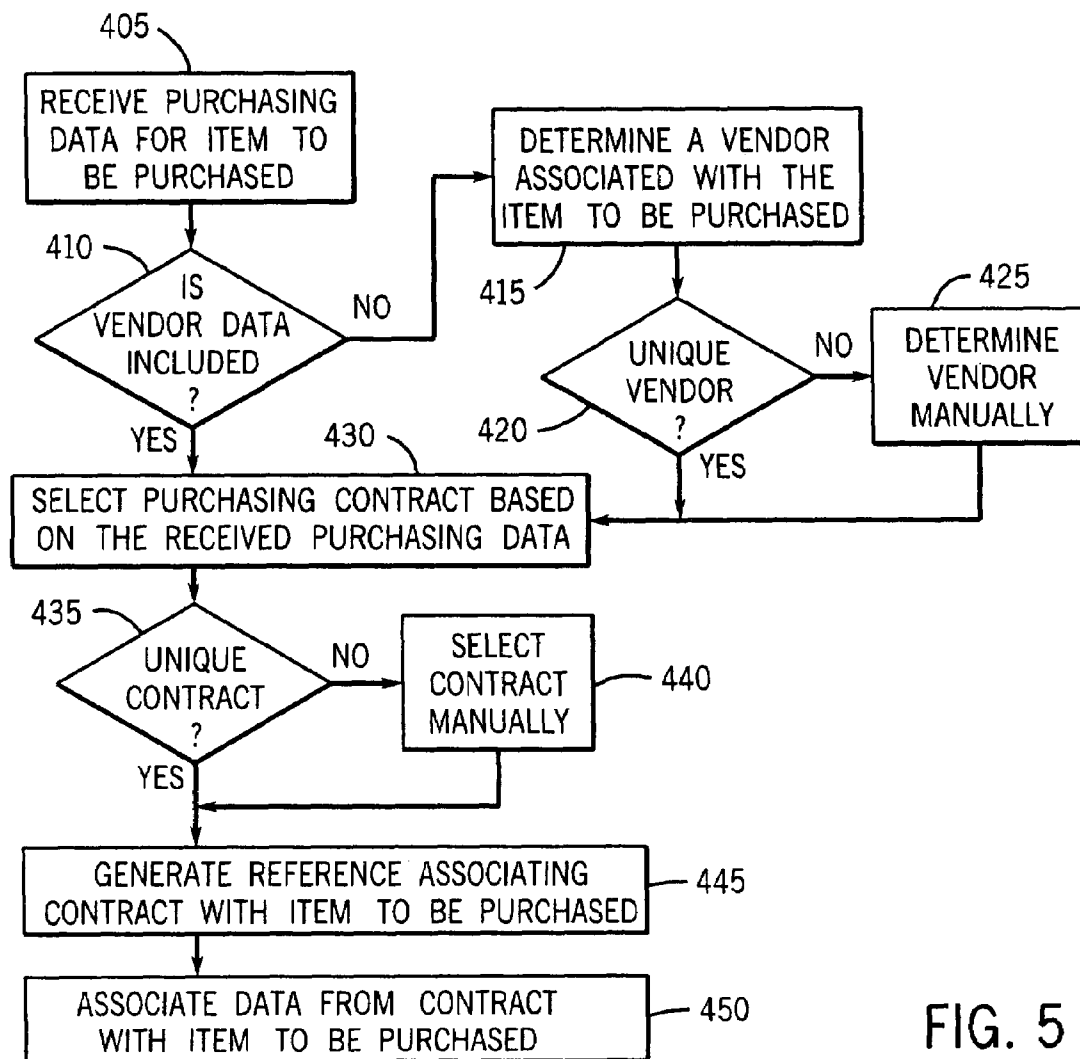 405
RECEIVE PURCHASING
DATA FOR ITEM TO
BE PURCHASED
410
IS
VENDOR DATA
INCLUDED
?
NO
YES
DETERMINE A VENDOR
ASSOCIATED WITH THE
ITEM TO BE PURCHASED
415
UNIQUE
VENDOR
?
420
NO
YES
425
DETERMINE
VENDOR
MANUALLY
430
SELECT PURCHASING CONTRACT BASED
ON THE RECEIVED PURCHASING DATA
435
UNIQUE
CONTRACT
?
NO
YES
SELECT
CONTRACT
MANUALLY
440
GENERATE REFERENCE ASSOCIATING
CONTRACT WITH ITEM TO BE PURCHASED
445
ASSOCIATE DATA FROM CONTRACT
WITH ITEM TO BE PURCHASED
450
FIG. 5